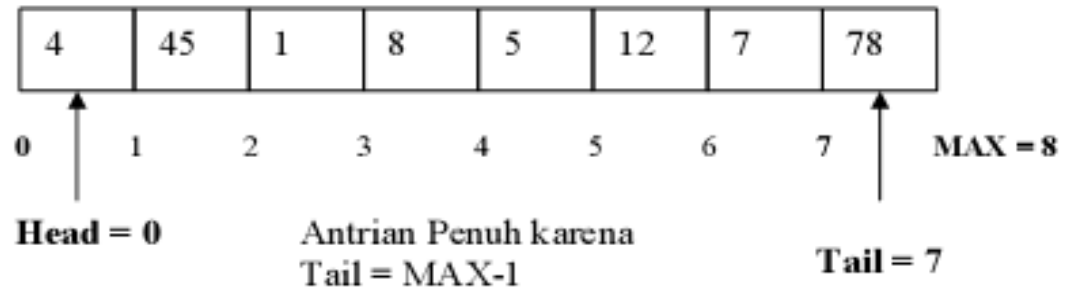 4 45 1 8 5 12 7 78
0 1 2 3 4 5 6 7 MAX = 8
Head = 0
Antrian Penuh karena
Tail = MAX-1
Tail = 7